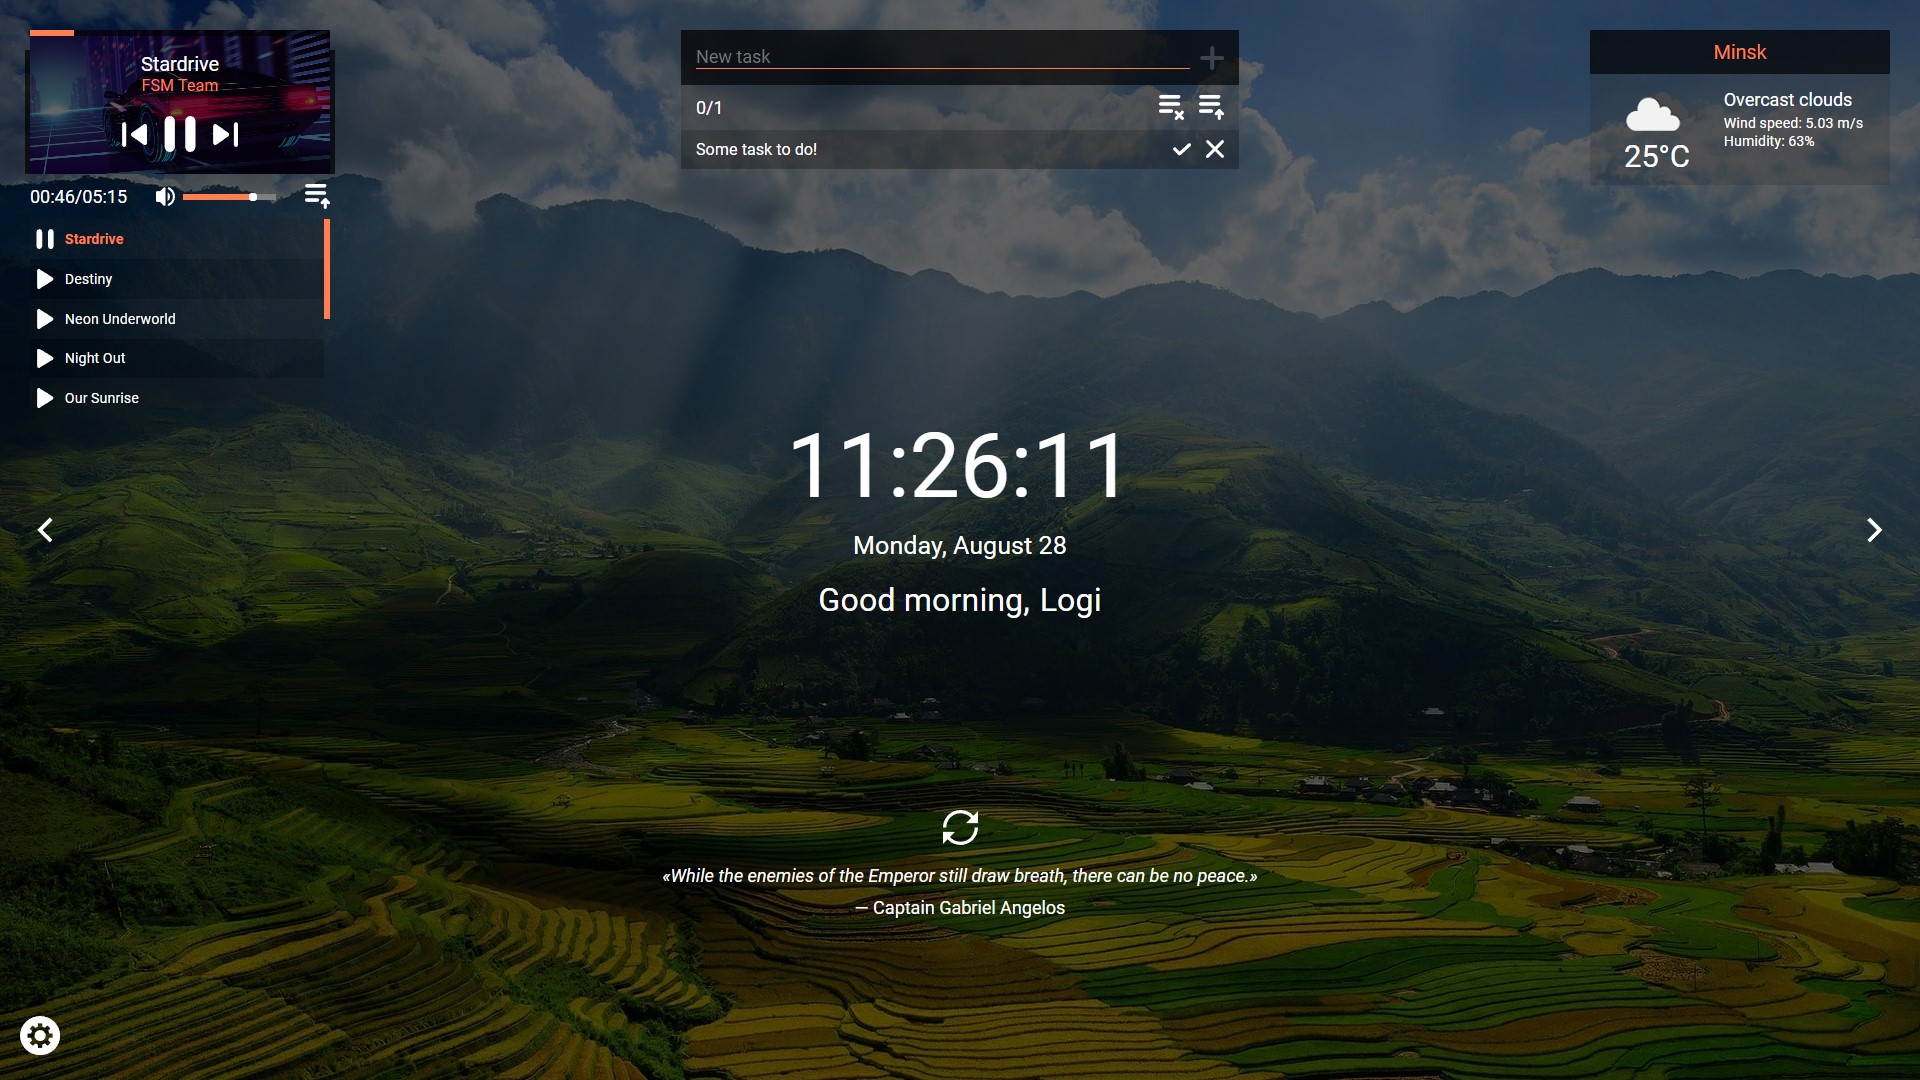 Stardrive
FSM Team
00:46/05:15
Stardrive
Destiny
Neon Underworld
Night Out
Our Sunrise
New task
0/1
Some task to do!
Minsk
Overcast clouds
Wind speed: 5.03 m/s
Humidity: 63%
25°C
11:26:11
Monday, August 28
Good morning, Logi
«While the enemies of the Emperor still draw breath, there can be no peace.»
— Captain Gabriel Angelos